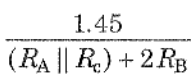 1.45
(R_A || R_c) + 2R_B